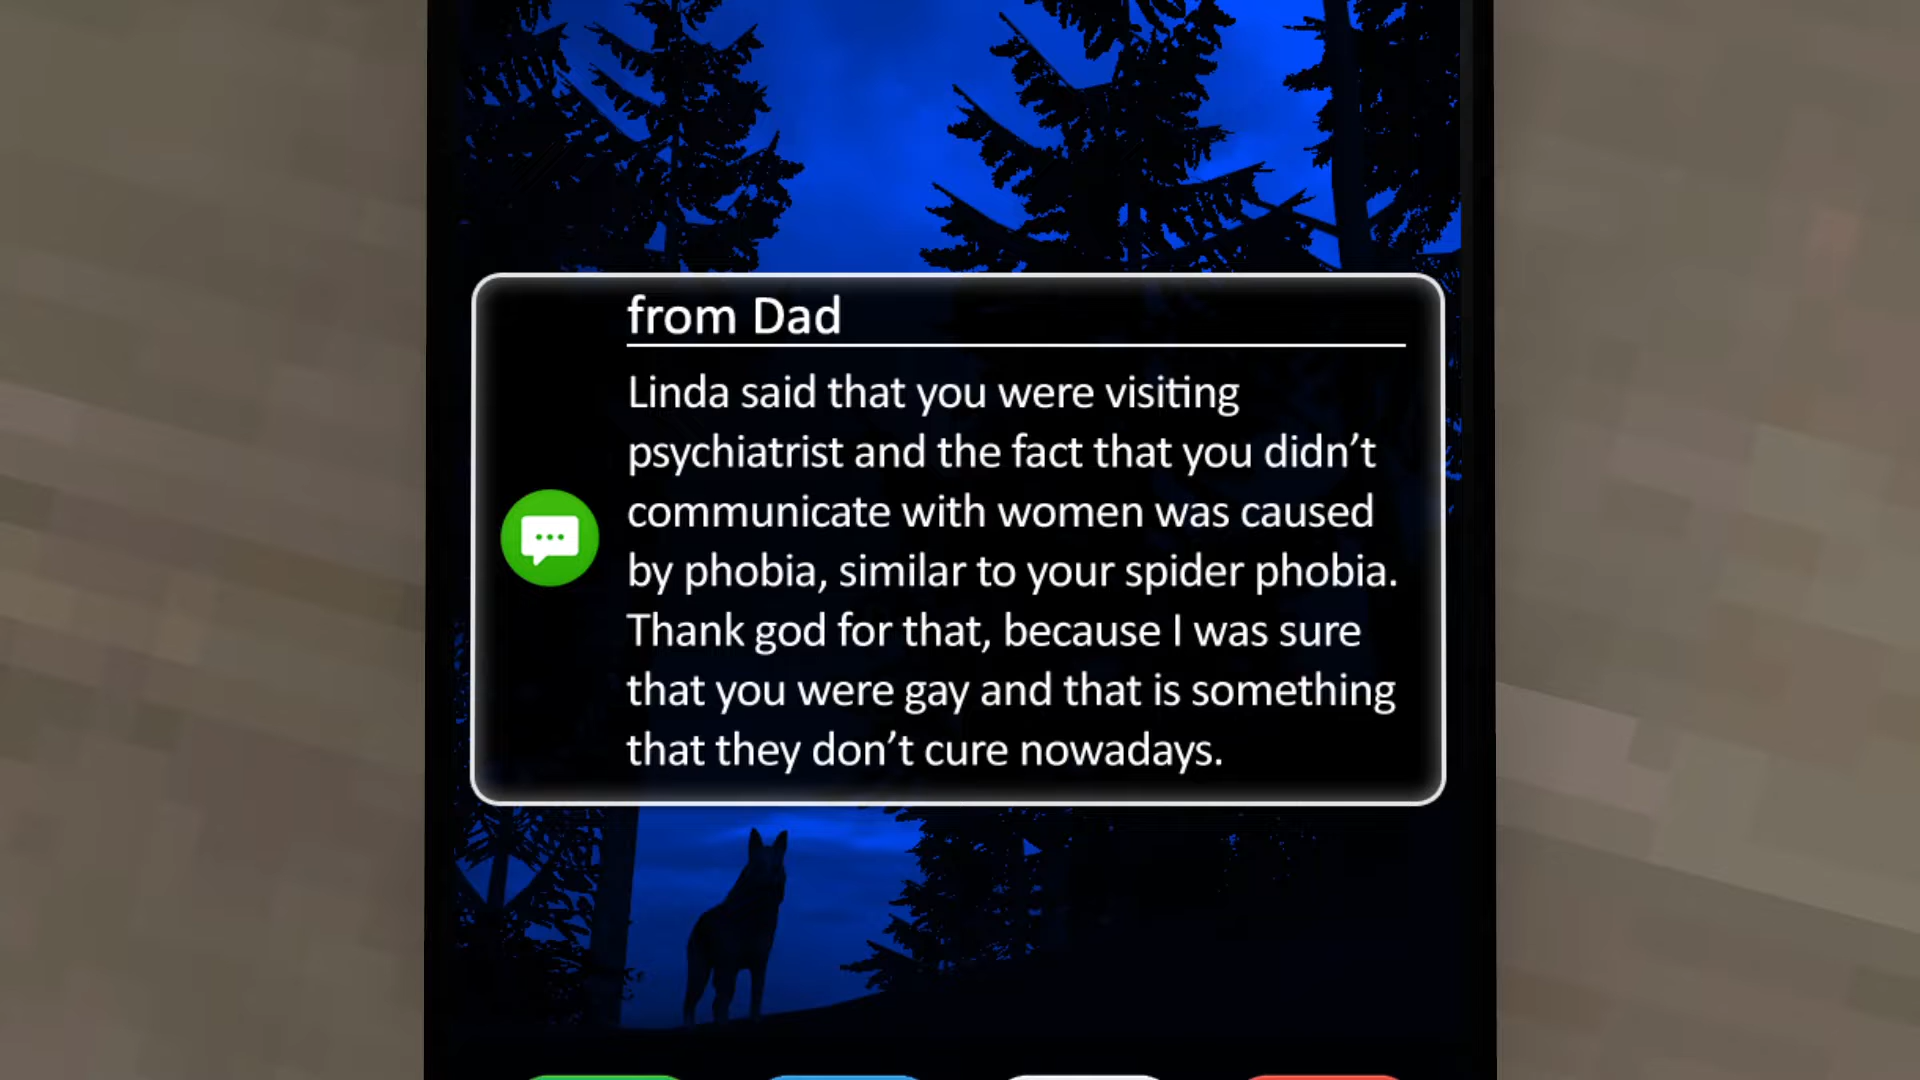 from Dad
Linda said that you were visiting
psychiatrist and the fact that you didn't
communicate with women was caused
by phobia, similar to your spider phobia.
Thank god for that, because I was sure
that you were gay and that is something
that they don't cure nowadays.